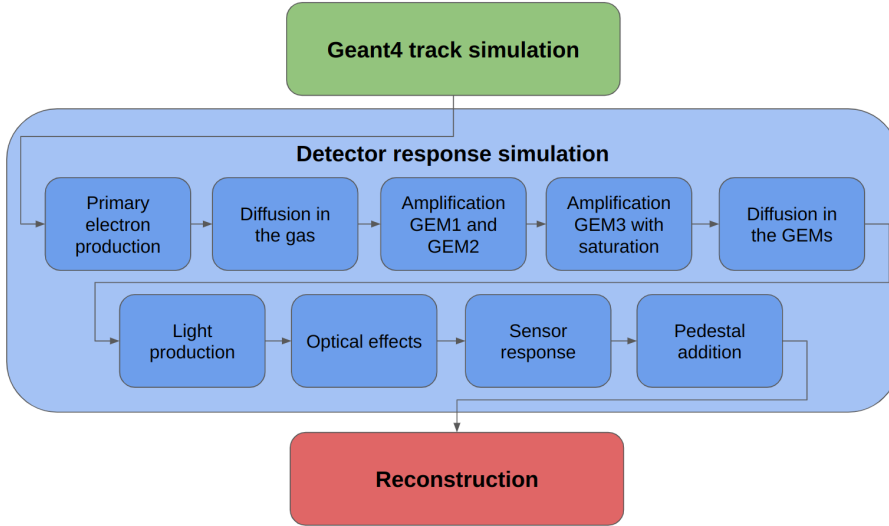 Geant4 track simulation
Detector response simulation
Primary
electron
production
Diffusion in
the gas
Amplification
GEM1 and
GEM2
Amplification
GEM3 with
saturation
Diffusion in
the GEMs
Light
production
Optical effects
Sensor
response
Pedestal
addition
Reconstruction